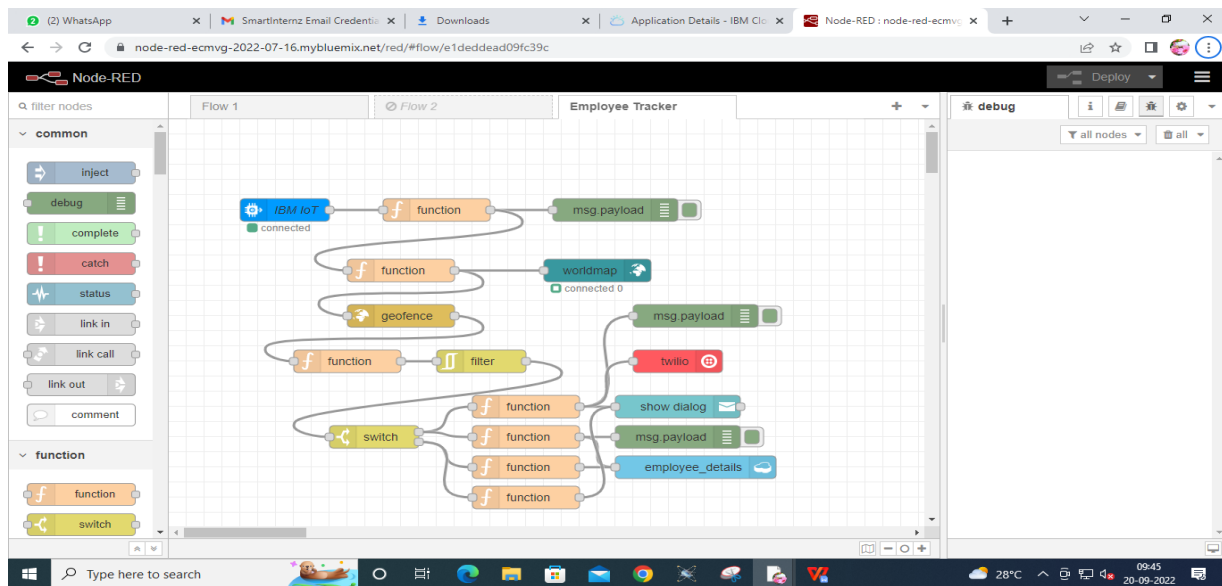 (2) WhatsApp
SmartInternz Email Credentia
Downloads
Application Details - IBM Clo
Node-RED : node-red-ecmvg
node-red-ecmvg-2022-07-16.mybluemix.net/red/#flow/e1deddead09fc39c
Node-RED
Deploy
filter nodes
Flow 1
Flow 2
Employee Tracker
debug
common
all nodes
all
inject
debug
complete
catch
status
link in
link call
link out
comment
function
function
switch
IBM IoT
connected
function
msg.payload
function
worldmap
connected 0
geofence
msg.payload
function
filter
twilio
function
show dialog
switch
function
msg.payload
function
employee_details
function
Type here to search
28°C
09:45
20-09-2022